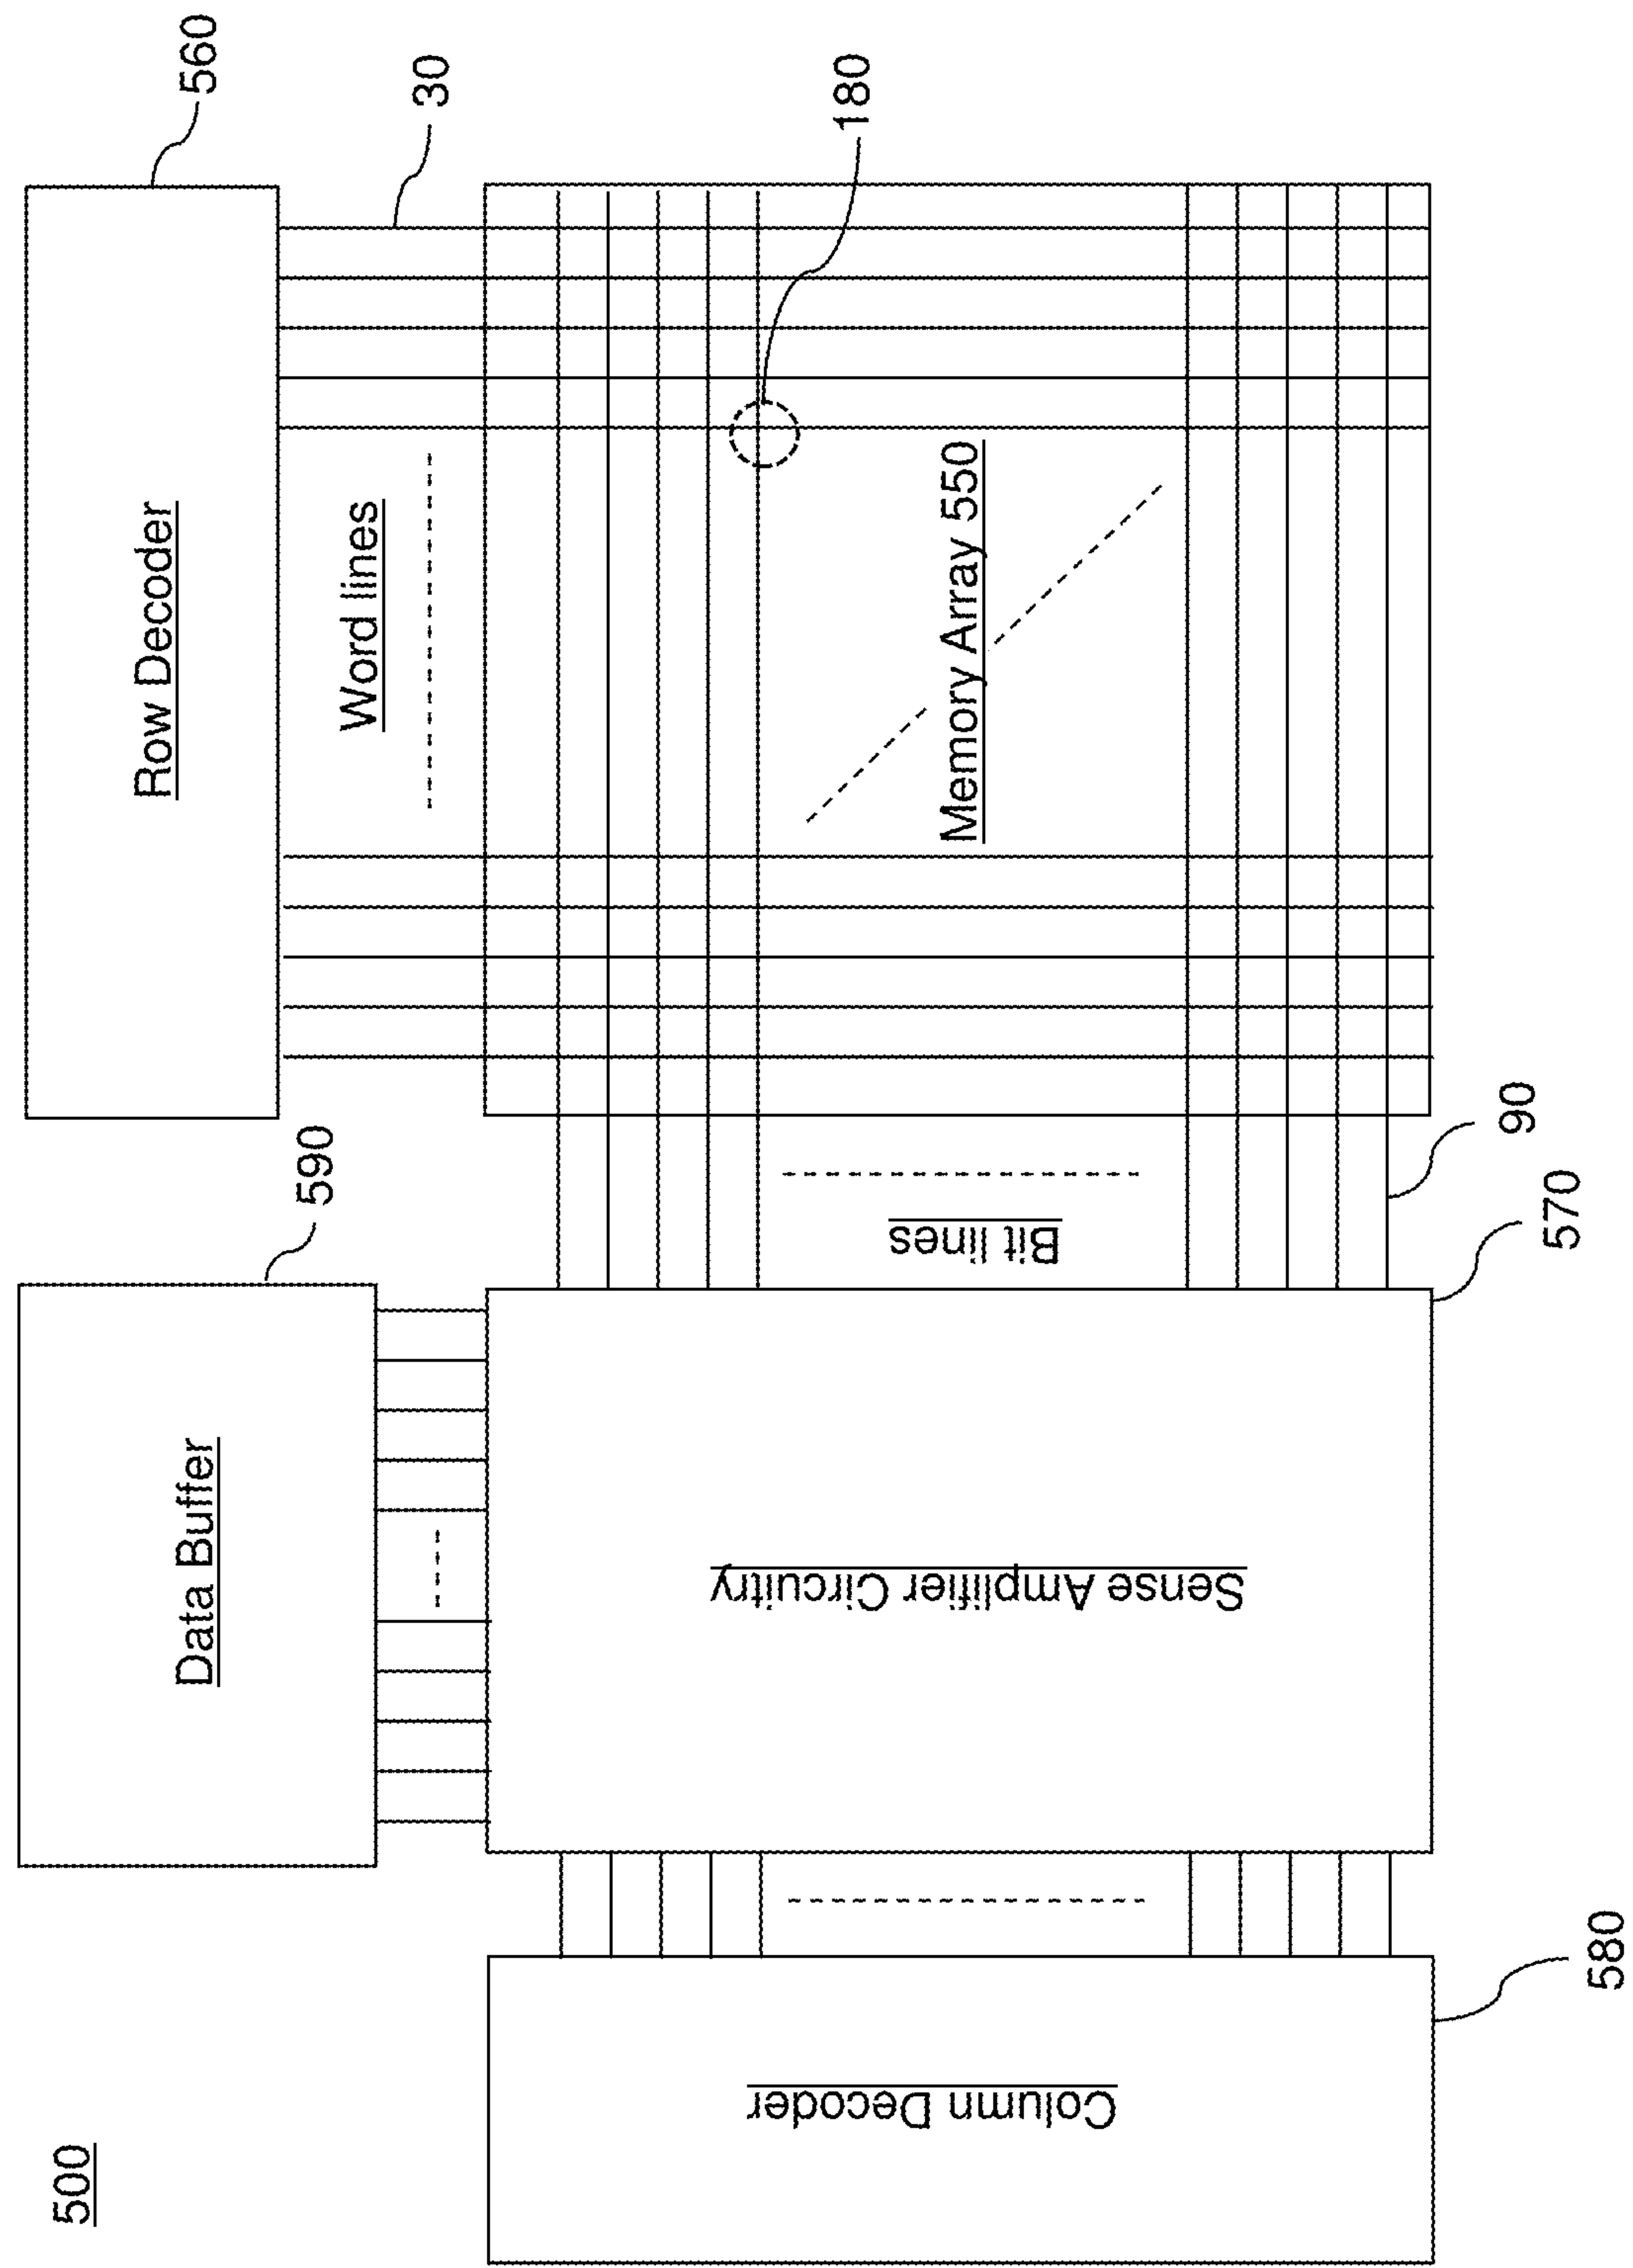 500
Row Decoder
560
Word lines
30
180
Memory Array 550
Data Buffer
590
Bit lines
90
Sense Amplifier Circuitry
570
Column Decoder
580